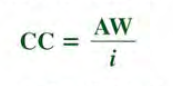 CC = AW / i